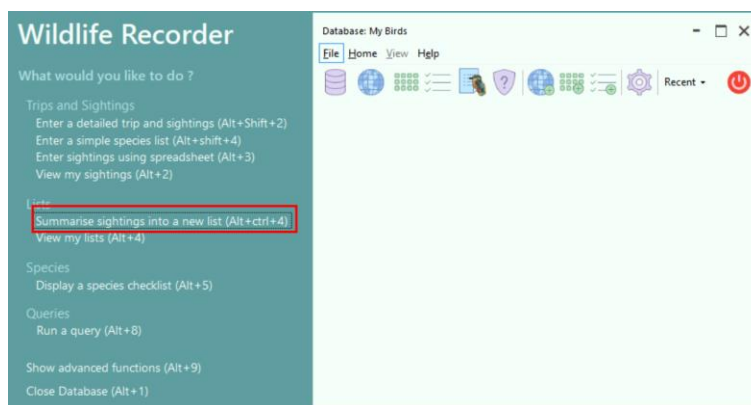 Wildlife Recorder
What would you like to do ?
Trips and Sightings
Enter a detailed trip and sightings (Alt+Shift+2)
Enter a simple species list (Alt+shift+4)
Enter sightings using spreadsheet (Alt+3)
View my sightings (Alt+2)
Lists
Summarise sightings into a new list (Alt+ctrl+4)
View my lists (Alt+4)
Species
Display a species checklist (Alt+5)
Queries
Run a query (Alt+8)
Show advanced functions (Alt+9)
Close Database (Alt+1)
Database: My Birds
File Home View Help
Recent